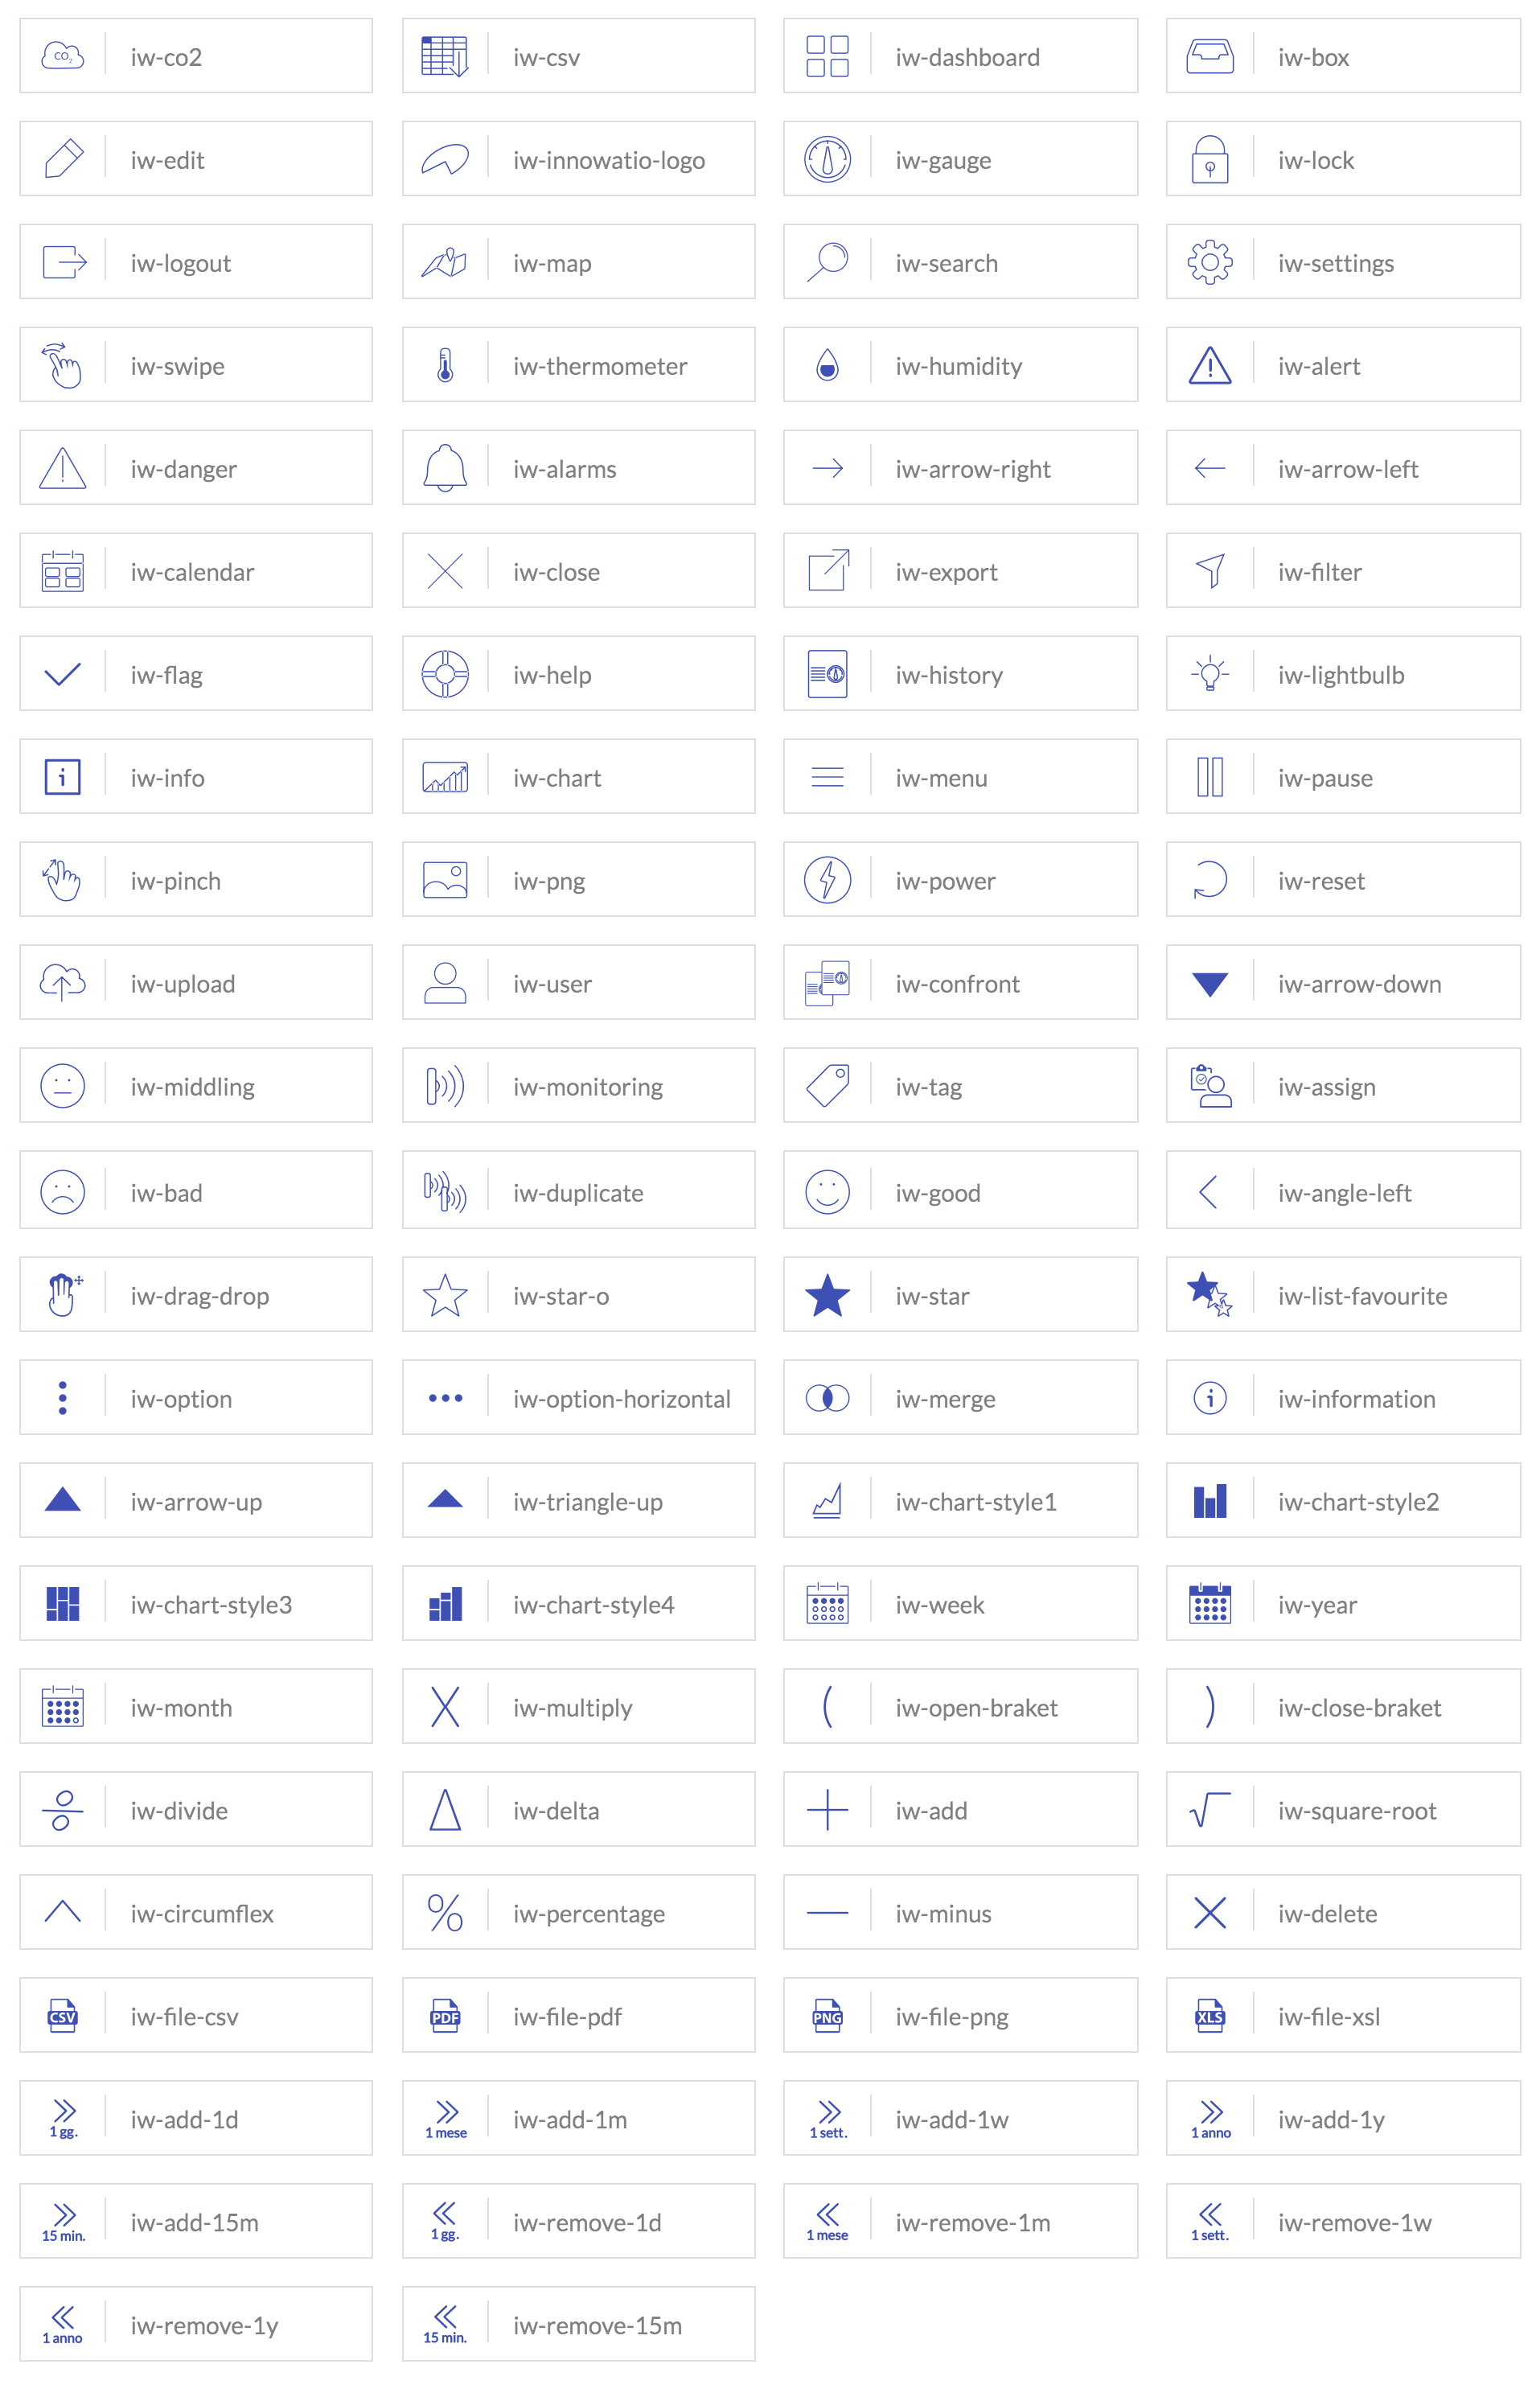 CO2 iw-co2 iw-csv iw-dashboard iw-box
iw-edit iw-innowatio-logo iw-gauge iw-lock
iw-logout iw-map iw-search iw-settings
iw-swipe iw-thermometer iw-humidity iw-alert
iw-danger iw-alarms iw-arrow-right iw-arrow-left
iw-calendar iw-close iw-export iw-filter
iw-flag iw-help iw-history iw-lightbulb
i iw-info iw-chart iw-menu iw-pause
iw-pinch iw-png iw-power iw-reset
iw-upload iw-user iw-confront iw-arrow-down
iw-middling iw-monitoring iw-tag iw-assign
iw-bad iw-duplicate iw-good iw-angle-left
iw-drag-drop iw-star-o iw-star iw-list-favourite
iw-option iw-option-horizontal iw-merge i iw-information
iw-arrow-up iw-triangle-up iw-chart-style1 iw-chart-style2
iw-chart-style3 iw-chart-style4 iw-week iw-year
iw-month iw-multiply ( iw-open-braket ) iw-close-braket
iw-divide iw-delta iw-add iw-square-root
iw-circumflex % iw-percentage iw-minus iw-delete
CSV iw-file-csv PDF iw-file-pdf PNG iw-file-png XLS iw-file-xsl
1 gg. iw-add-1d 1 mese iw-add-1m 1 sett. iw-add-1w 1 anno iw-add-1y
15 min. iw-add-15m 1 gg. iw-remove-1d 1 mese iw-remove-1m 1 sett. iw-remove-1w
1 anno iw-remove-1y 15 min. iw-remove-15m